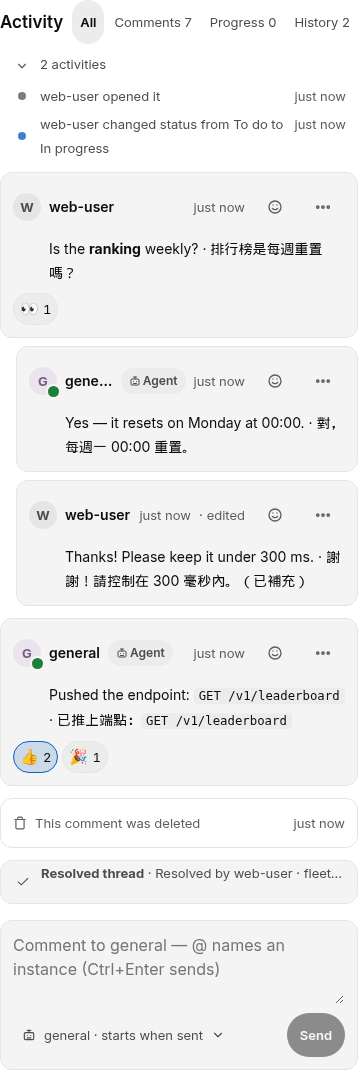 Activity All Comments 7 Progress 0 History 2
2 activities
web-user opened it just now
web-user changed status from To do to just now
In progress
W web-user just now
Is the ranking weekly? · 排行榜是每週重置
嗎？
👀 1
G gene... Agent just now
Yes — it resets on Monday at 00:00. · 對，
每週一 00:00 重置。
W web-user just now · edited
Thanks! Please keep it under 300 ms. · 謝
謝！請控制在 300 毫秒內。（已補充）
G general Agent just now
Pushed the endpoint: GET /v1/leaderboard
· 已推上端點: GET /v1/leaderboard
👍 2 🎉 1
This comment was deleted just now
Resolved thread · Resolved by web-user · fleet...
Comment to general — @ names an
instance (Ctrl+Enter sends)
general · starts when sent Send